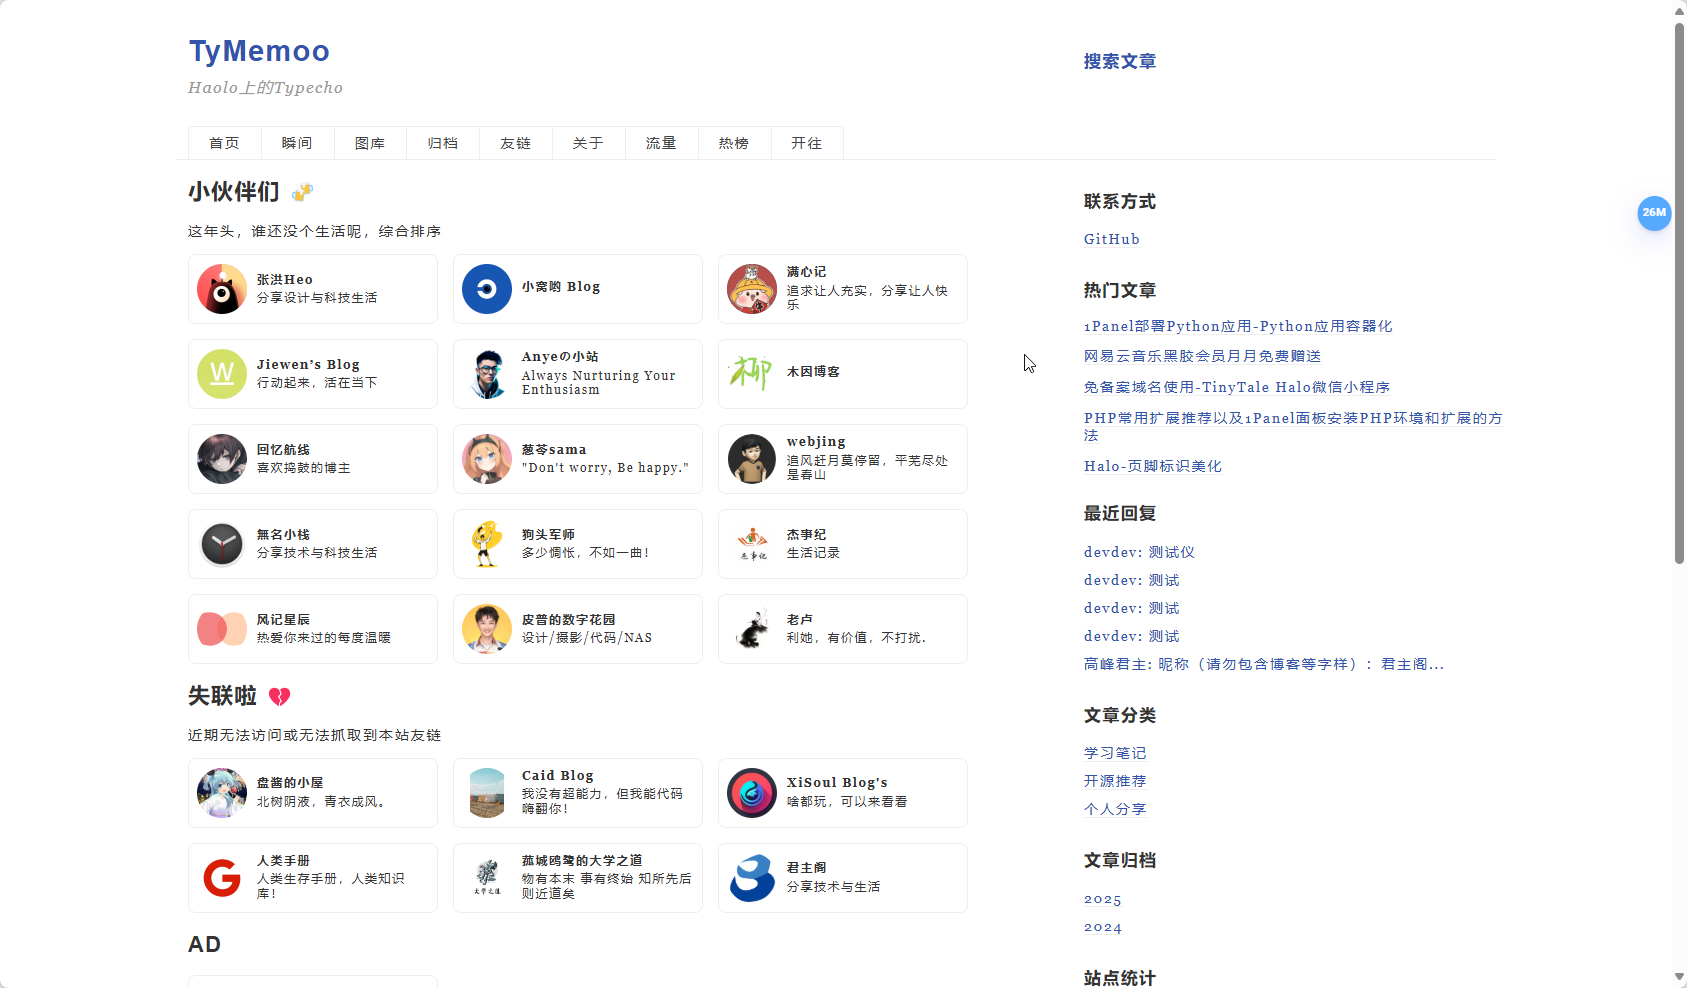 TyMemoo
Haolo上的Typecho
搜索文章
首页
瞬间
图库
归档
友链
关于
流量
热榜
开往
小伙伴们
这年头，谁还没个生活呢，综合排序
张洪Heo
分享设计与科技生活
小窝哟 Blog
满心记
追求让人充实，分享让人快
乐
W
Jiewen's Blog
行动起来，活在当下
Anyeの小站
Always Nurturing Your
Enthusiasm
柳
木因博客
回忆航线
喜欢捣鼓的博主
葱苓sama
"Don't worry, Be happy."
webjing
追风赶月莫停留，平芜尽处
是春山
無名小栈
分享技术与科技生活
狗头军师
多少惆怅，不如一曲！
杰事记
杰事纪
生活记录
风记星辰
热爱你来过的每度温暖
皮普的数字花园
设计/摄影/代码/NAS
老卢
利她，有价值，不打扰.
失联啦
近期无法访问或无法抓取到本站友链
盘酱的小屋
北树阴液，青衣成风。
Caid Blog
我没有超能力，但我能代码
嗨翻你！
XiSoul Blog's
啥都玩，可以来看看
G
人类手册
人类生存手册，人类知识
库！
大学之道
菰城鸥鹭的大学之道
物有本末 事有终始 知所先后
则近道矣
君主阁
分享技术与生活
AD
联系方式
GitHub
热门文章
1Panel部署Python应用-Python应用容器化
网易云音乐黑胶会员月月免费赠送
免备案域名使用-TinyTale Halo微信小程序
PHP常用扩展推荐以及1Panel面板安装PHP环境和扩展的方
法
Halo-页脚标识美化
最近回复
devdev: 测试仪
devdev: 测试
devdev: 测试
devdev: 测试
高峰君主: 昵称（请勿包含博客等字样）：君主阁...
文章分类
学习笔记
开源推荐
个人分享
文章归档
2025
2024
站点统计
26M